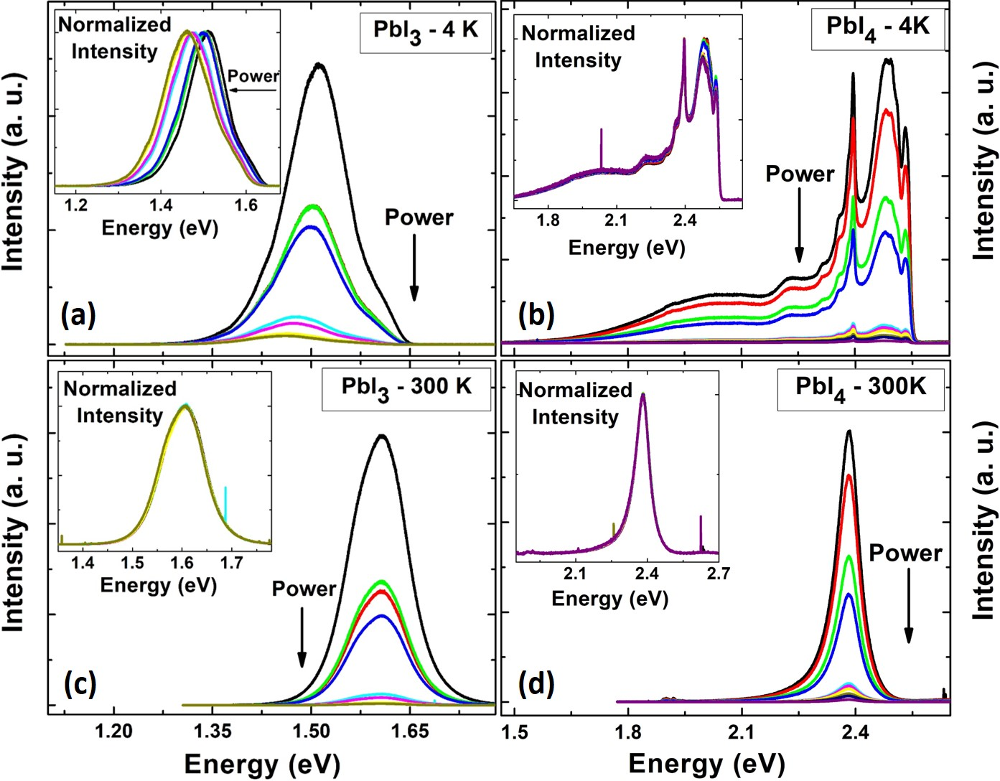 Intensity (a. u.)
Normalized
Intensity
Power
1.2
1.4
1.6
Energy (eV)
PbI3 - 4 K
Power
(a)
Normalized
Intensity
1.8
2.1
2.4
Energy (eV)
PbI4 - 4K
Power
(b)
Intensity (a. u.)
Intensity (a. u.)
Normalized
Intensity
1.4
1.5
1.6
1.7
Energy (eV)
PbI3 - 300 K
Power
(c)
1.20
1.35
1.50
1.65
Energy (eV)
Normalized
Intensity
2.1
2.4
2.7
Energy (eV)
PbI4 - 300K
Power
(d)
1.5
1.8
2.1
2.4
Energy (eV)
Intensity (a. u.)